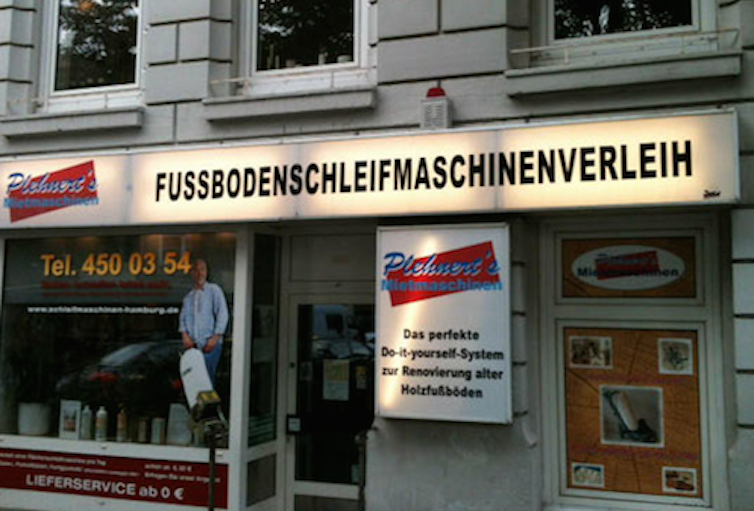 Plehnert's
Mietmaschinen
FUSSBODENSCHLEIFMASCHINENVERLEIH
Tel. 450 03 54
www.schleifmaschinen-hamburg.de
LIEFERSERVICE ab 0 €
Plehnert's
Mietmaschinen
Das perfekte
Do-it-yourself-System
zur Renovierung alter
Holzfußböden
Plehnert's
Mietmaschinen